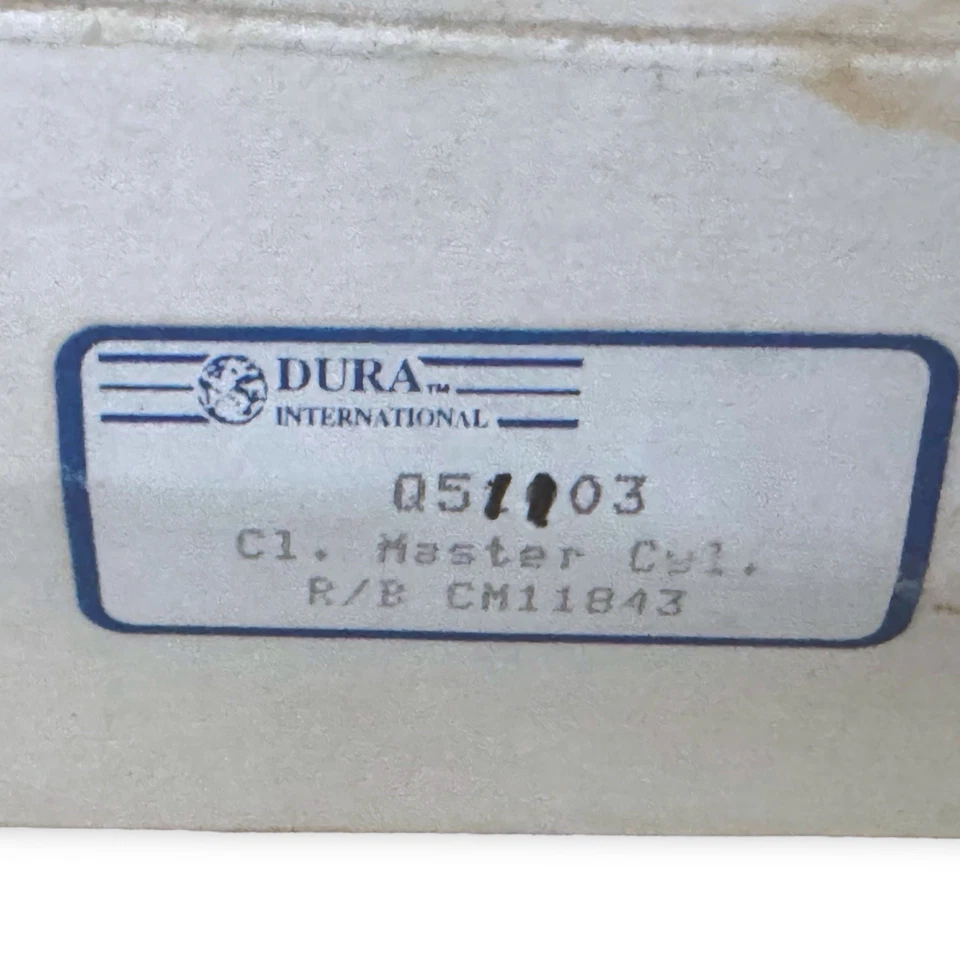 DURA™
INTERNATIONAL
Cl. Master Cyl.
R/B CM11843